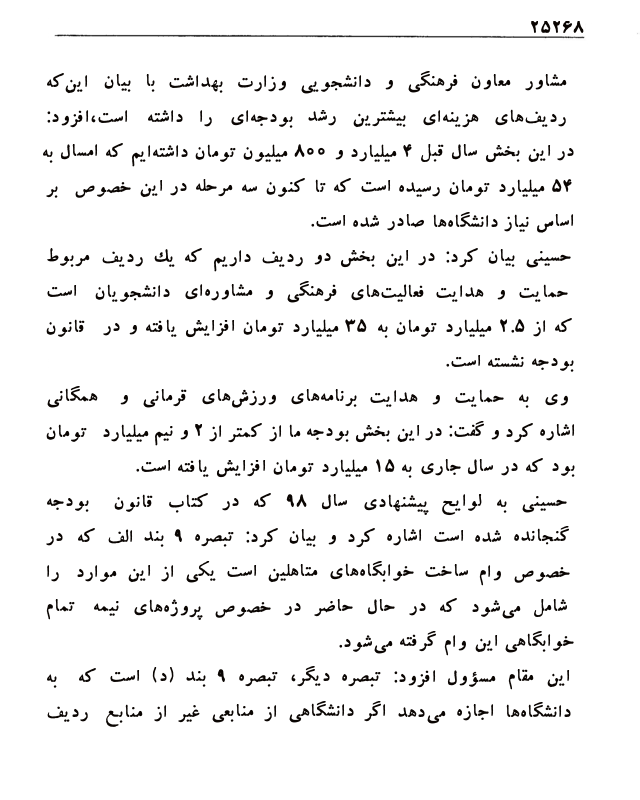 ۲۵۲۶۸
مشاور معاون فرهنگی و دانشجویی وزارت بهداشت با بیان این‌که
ردیف‌های هزینه‌ای بیشترین رشد بودجه‌ای را داشته است،افزود:
در این بخش سال قبل ۴ میلیارد و ۸۰۰ میلیون تومان داشته‌ایم که امسال به
۵۴ میلیارد تومان رسیده است که تا کنون سه مرحله در این خصوص بر
اساس نیاز دانشگاه‌ها صادر شده است.
حسینی بیان کرد: در این بخش دو ردیف داریم که یك ردیف مربوط
حمایت و هدایت فعالیت‌های فرهنگی و مشاوره‌ای دانشجویان است
که از ۲.۵ میلیارد تومان به ۳۵ میلیارد تومان افزایش یافته و در قانون
بودجه نشسته است.
وی به حمایت و هدایت برنامه‌های ورزش‌های قرمانی و همگانی
اشاره کرد و گفت: در این بخش بودجه ما از کمتر از ۲ و نیم میلیارد تومان
بود که در سال جاری به ۱۵ میلیارد تومان افزایش یافته است.
حسینی به لوایح پیشنهادی سال ۹۸ که در کتاب قانون بودجه
گنجانده شده است اشاره کرد و بیان کرد: تبصره ۹ بند الف که در
خصوص وام ساخت خوابگاه‌های متاهلین است یکی از این موارد را
شامل می‌شود که در حال حاضر در خصوص پروژه‌های نیمه تمام
خوابگاهی این وام گرفته می‌شود.
این مقام مسؤول افزود: تبصره دیگر، تبصره ۹ بند (د) است که به
دانشگاه‌ها اجازه می‌دهد اگر دانشگاهی از منابعی غیر از منابع ردیف